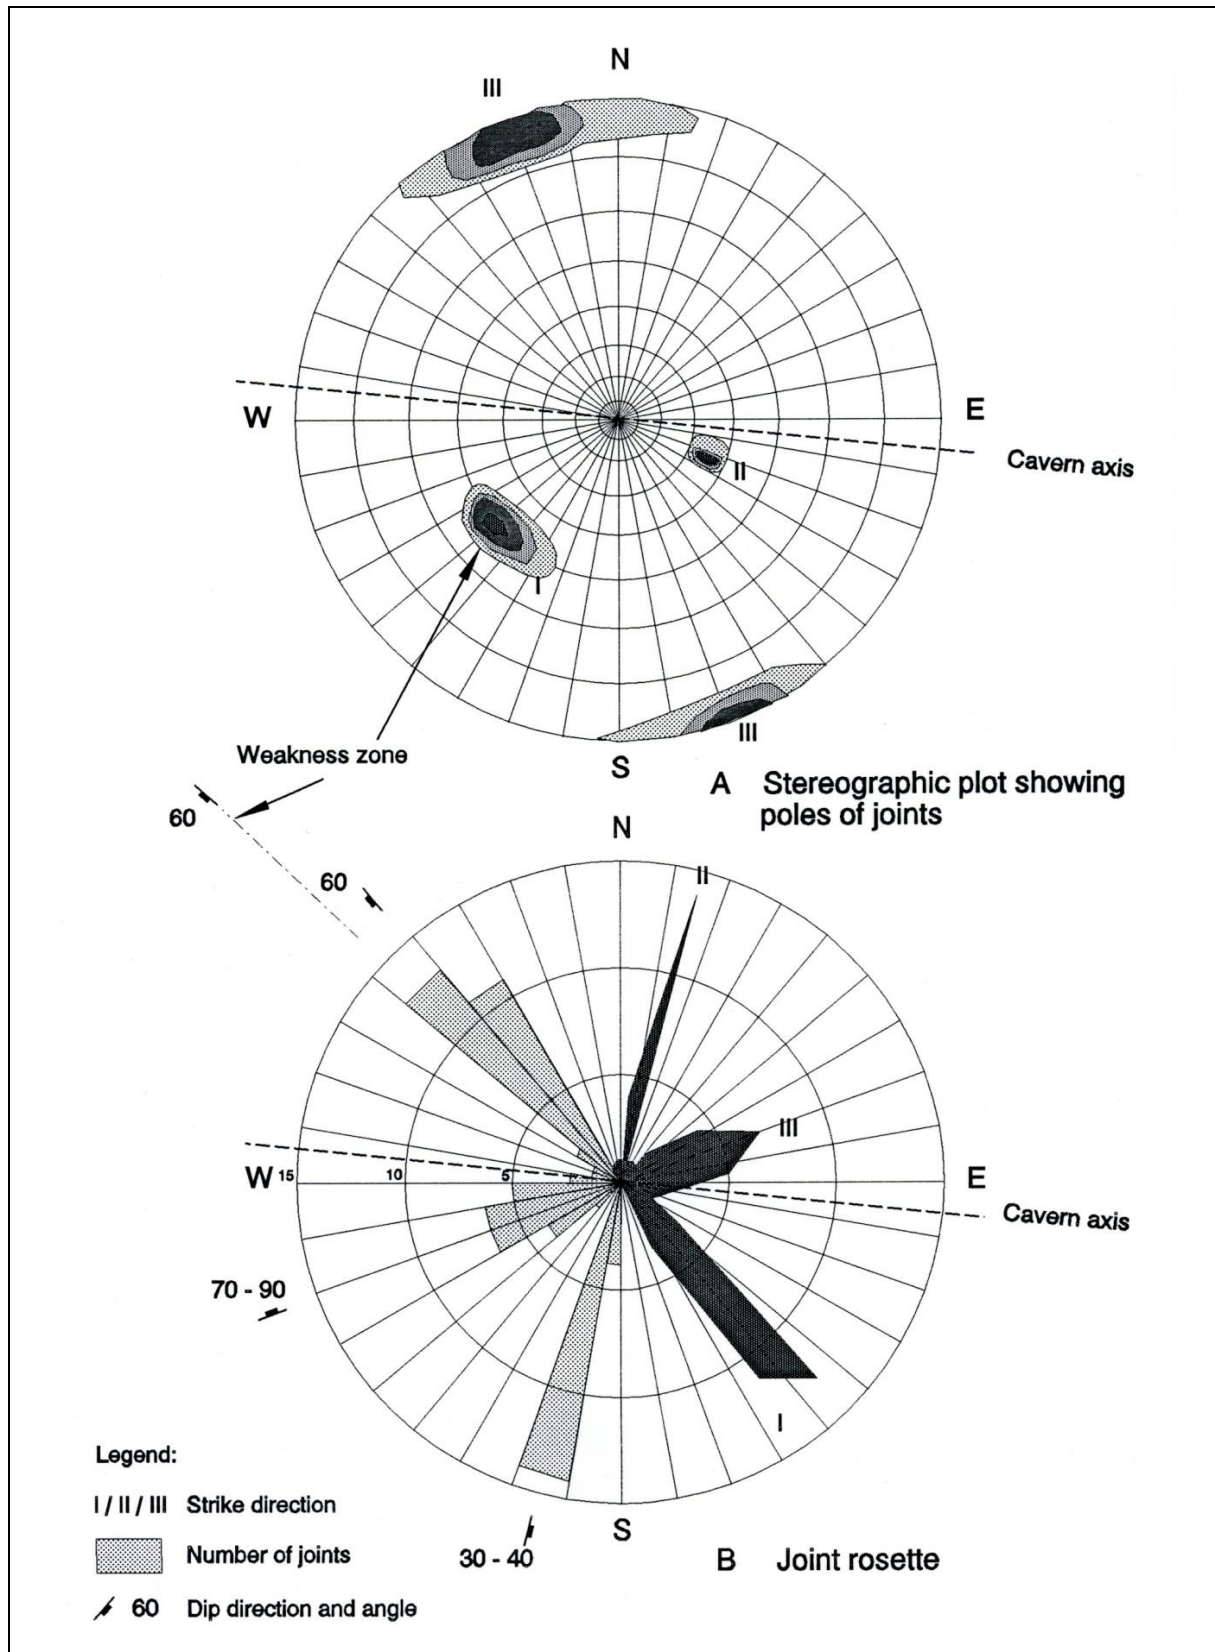 N
III
W
E
Cavern axis
II
I
III
Weakness zone
S
A Stereographic plot showing
poles of joints
60
N
60
II
III
W 15 10 5
E
Cavern axis
70 - 90
I
Legend:
I / II / III Strike direction
S
Number of joints
30 - 40
B Joint rosette
60 Dip direction and angle